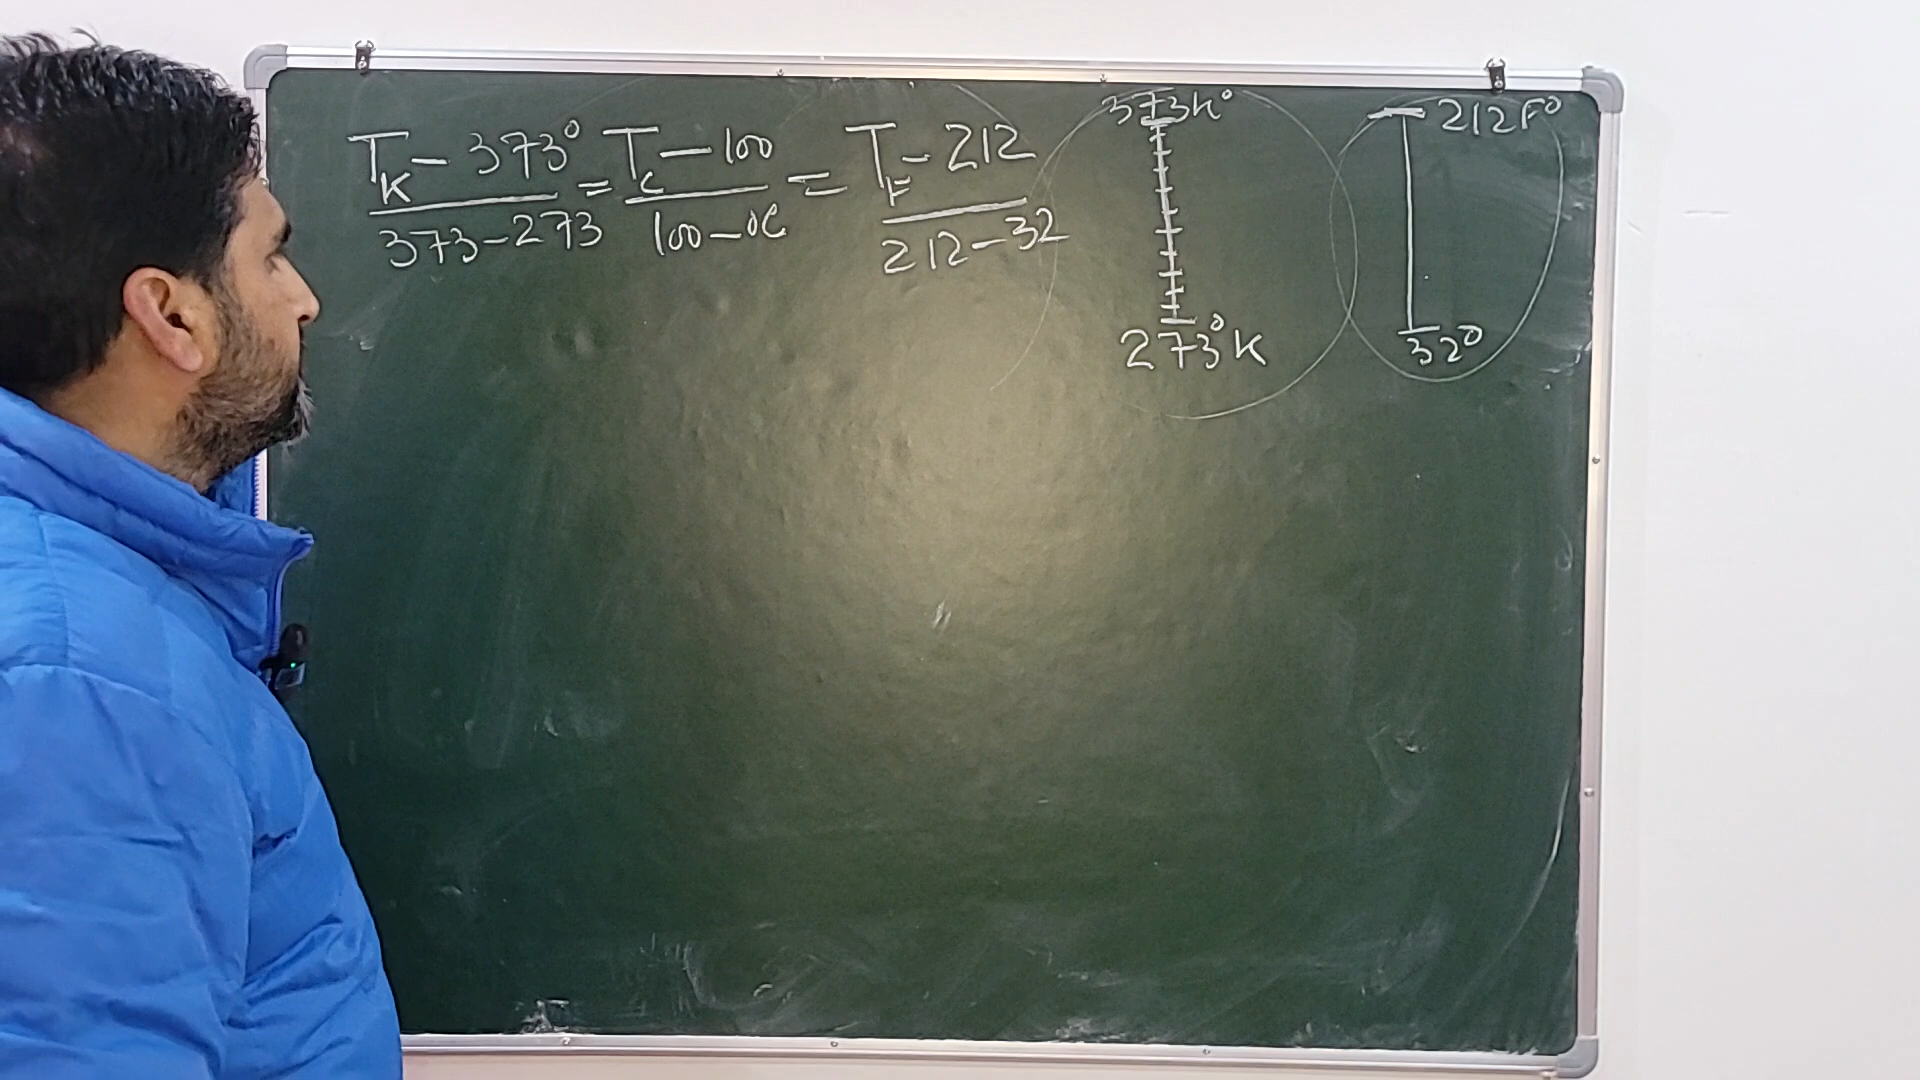 T_K - 373° / 373-273 = T_C - 100 / 100-0C = T_F - 212 / 212-32
373K°
273°K
212F°
32°